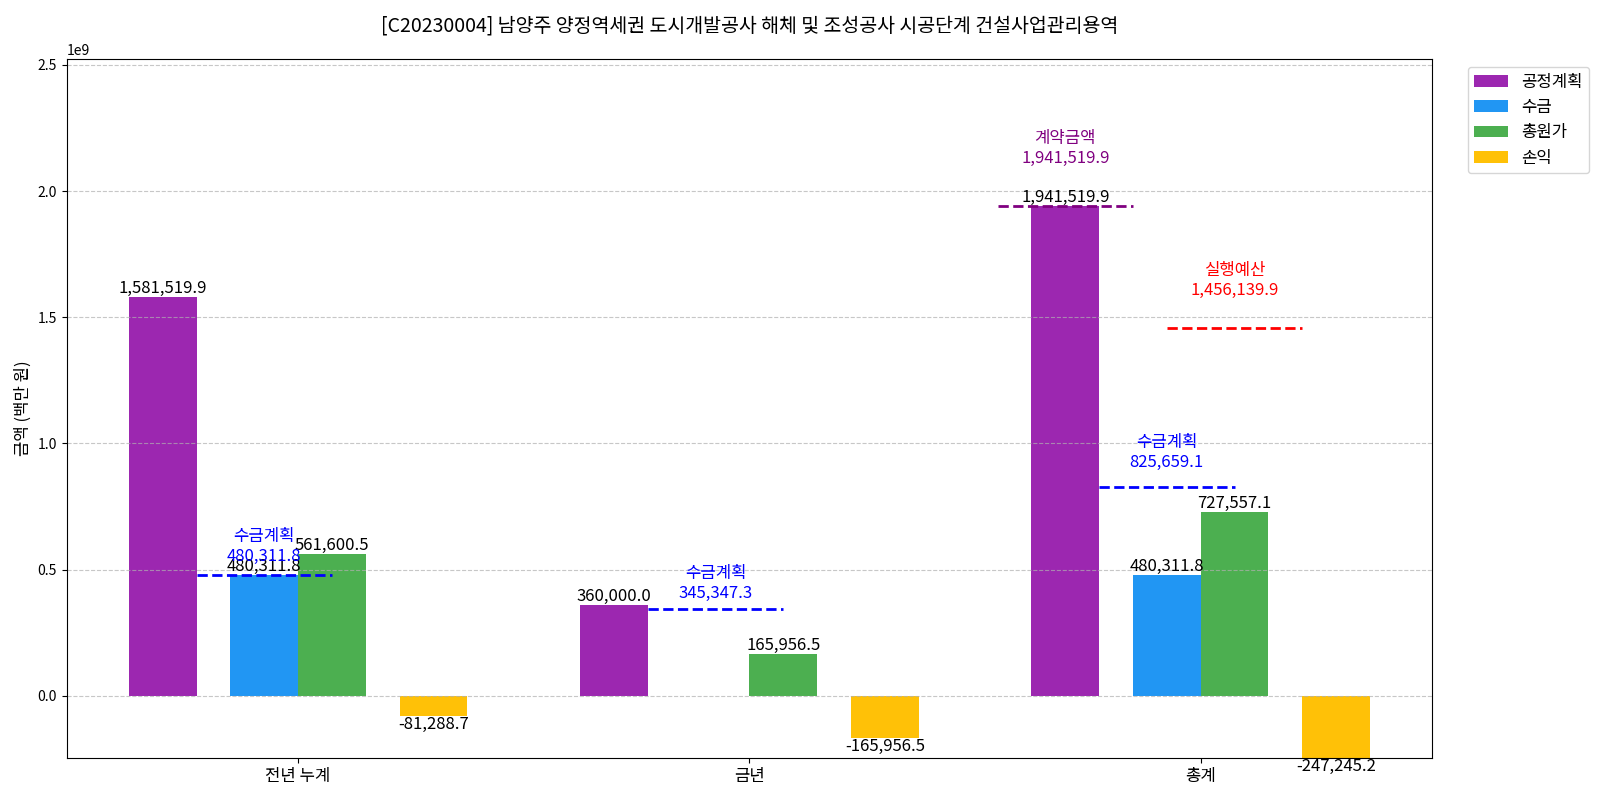 [C20230004] 남양주 양정역세권 도시개발공사 해체 및 조성공사 시공단계 건설사업관리용역
1e9
2.5
2.0
1.5
1.0
0.5
0.0
금액 (백만 원)
1,581,519.9
수금계획
480,311.8
480,311.8
561,600.5
-81,288.7
360,000.0
수금계획
345,347.3
165,956.5
-165,956.5
계약금액
1,941,519.9
1,941,519.9
실행예산
1,456,139.9
수금계획
825,659.1
480,311.8
727,557.1
-247,245.2
전년 누계
금년
총계
공정계획
수금
총원가
손익